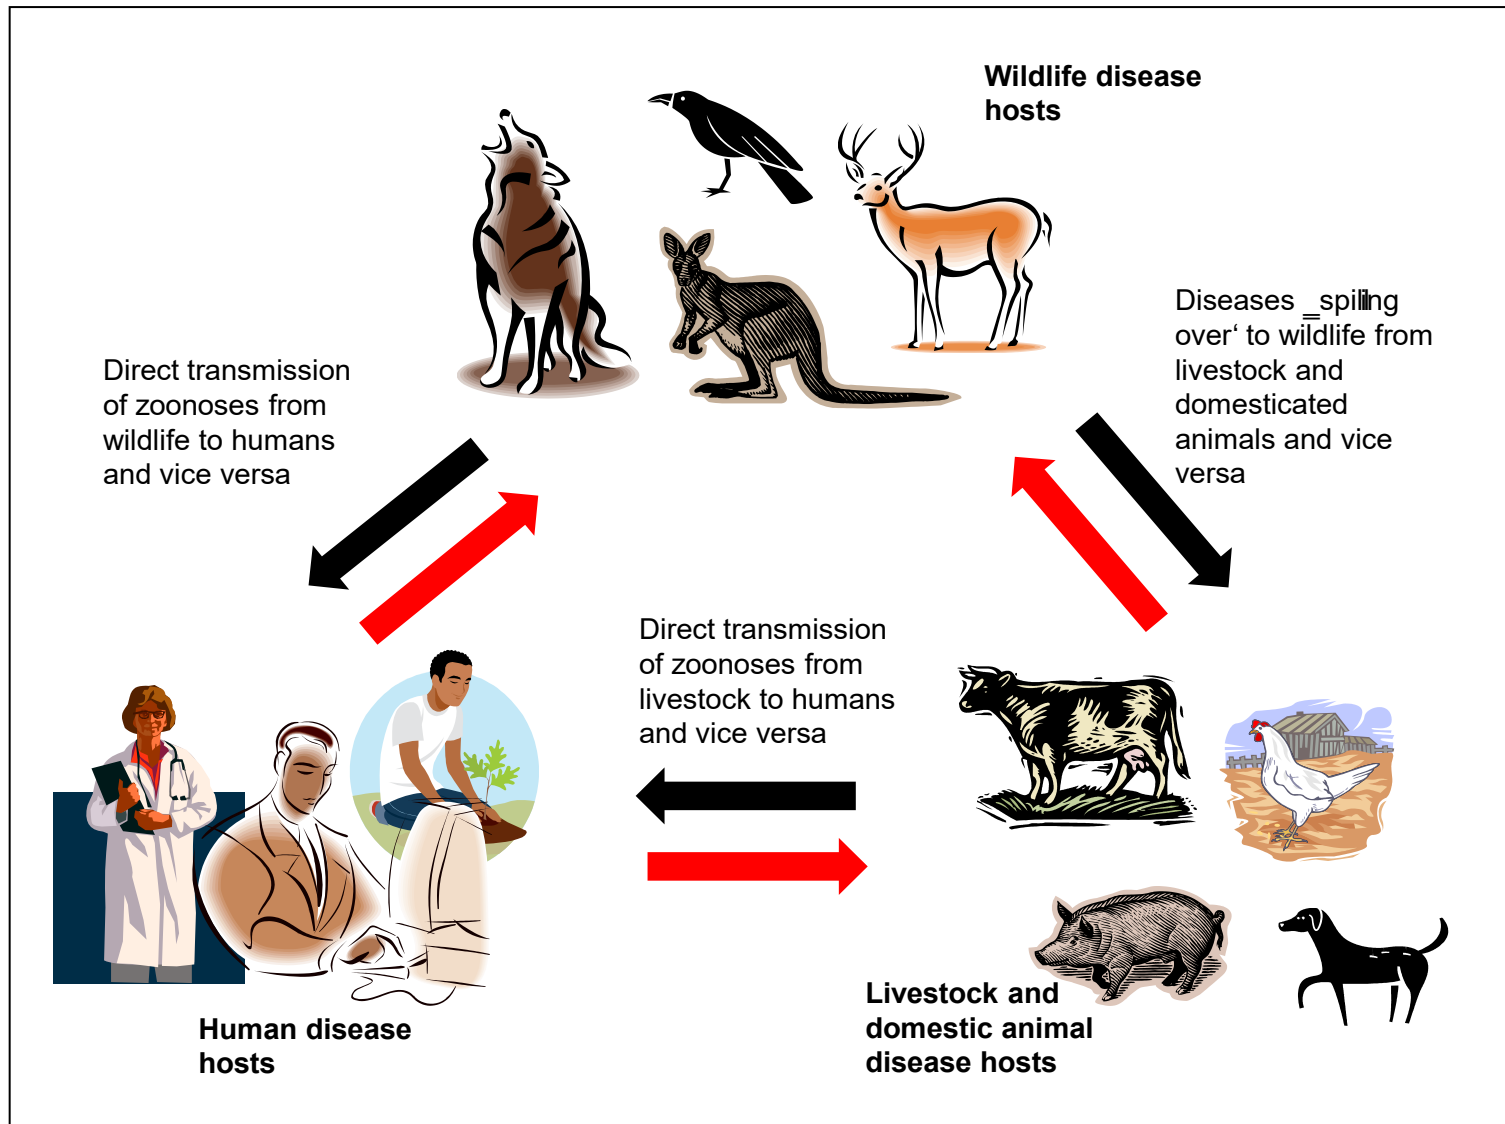 Wildlife disease
hosts
Diseases ‗spilling
over‘ to wildlife from
livestock and
domesticated
animals and vice
versa
Direct transmission
of zoonoses from
wildlife to humans
and vice versa
Direct transmission
of zoonoses from
livestock to humans
and vice versa
Human disease
hosts
Livestock and
domestic animal
disease hosts